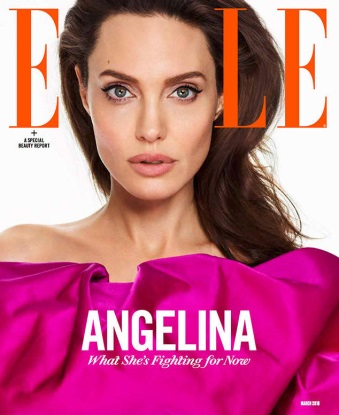 ELLE
+
A SPECIAL
BEAUTY REPORT
ANGELINA
What She's Fighting for Now
MARCH 2018